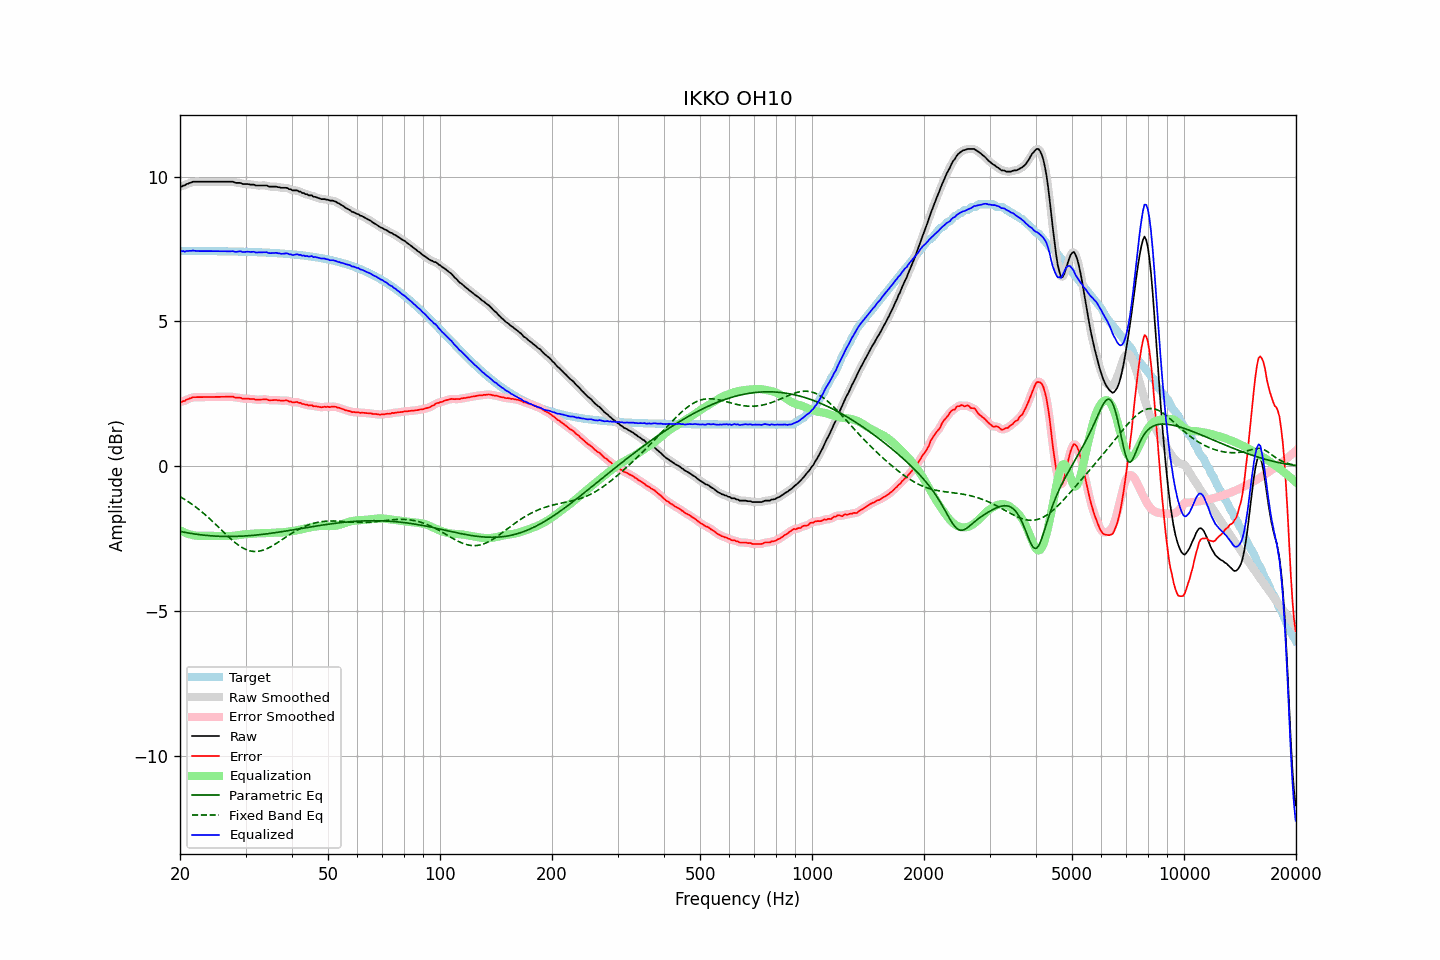 IKKO OH10
Amplitude (dBr)
10
5
0
−5
−10
Target
Raw Smoothed
Error Smoothed
Raw
Error
Equalization
Parametric Eq
Fixed Band Eq
Equalized
20 50 100 200 500 1000 2000 5000 10000 20000
Frequency (Hz)